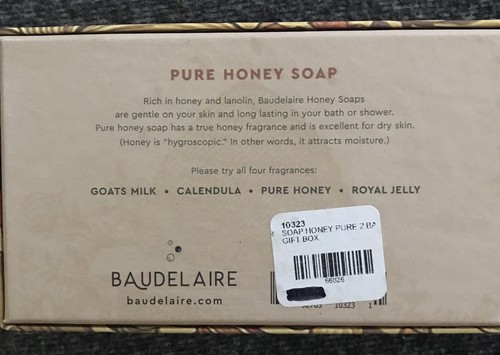 PURE HONEY SOAP
Rich in honey and lanolin, Baudelaire Honey Soaps
are gentle on your skin and long lasting in your bath or shower.
Pure honey soap has a true honey fragrance and is excellent for dry skin.
(Honey is "hygroscopic." In other words, it attracts moisture.)
Please try all four fragrances:
GOATS MILK • CALENDULA • PURE HONEY • ROYAL JELLY
10323
SOAP HONEY PURE 2 BA
GIFT BOX
66826
BAUDELAIRE
baudelaire.com
10323 1